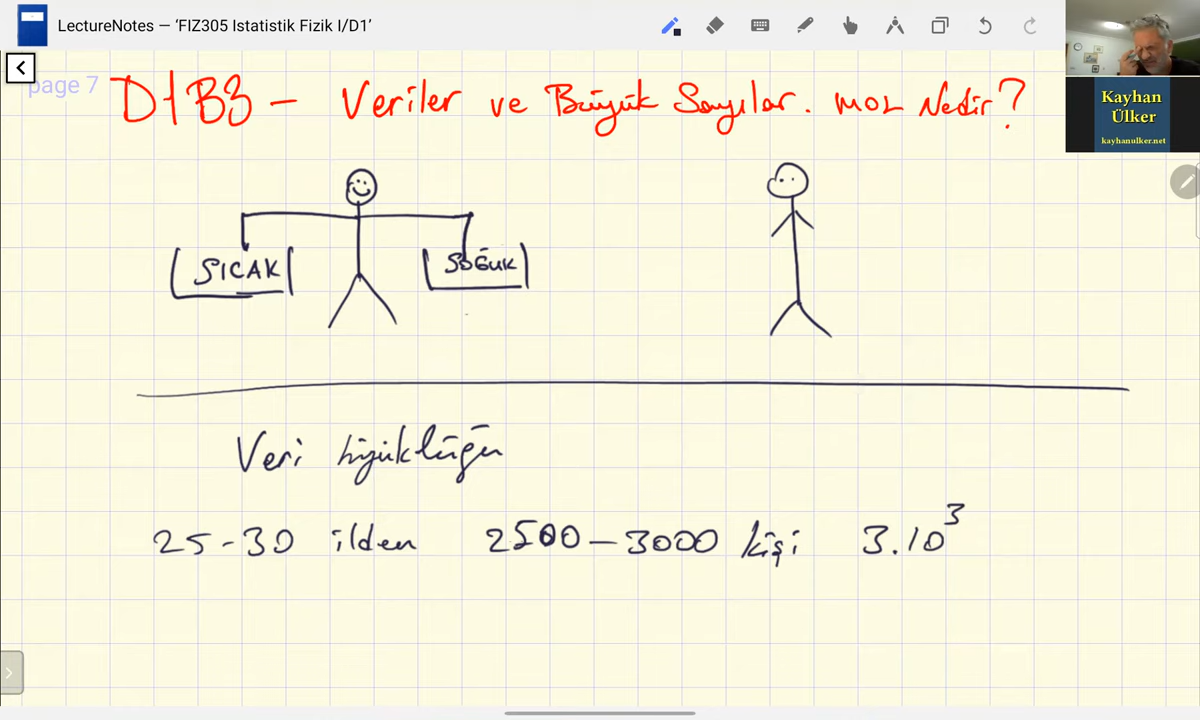 LectureNotes — ‘FIZ305 Istatistik Fizik I/D1’
page 7
D1B3 – Veriler ve Büyük Sayılar. MOL Nedir?
Kayhan
Ülker
kayhanulker.net
SICAK SOĞUK
Veri büyüklüğü
25-30 ilden 2500-3000 kişi 3.10³